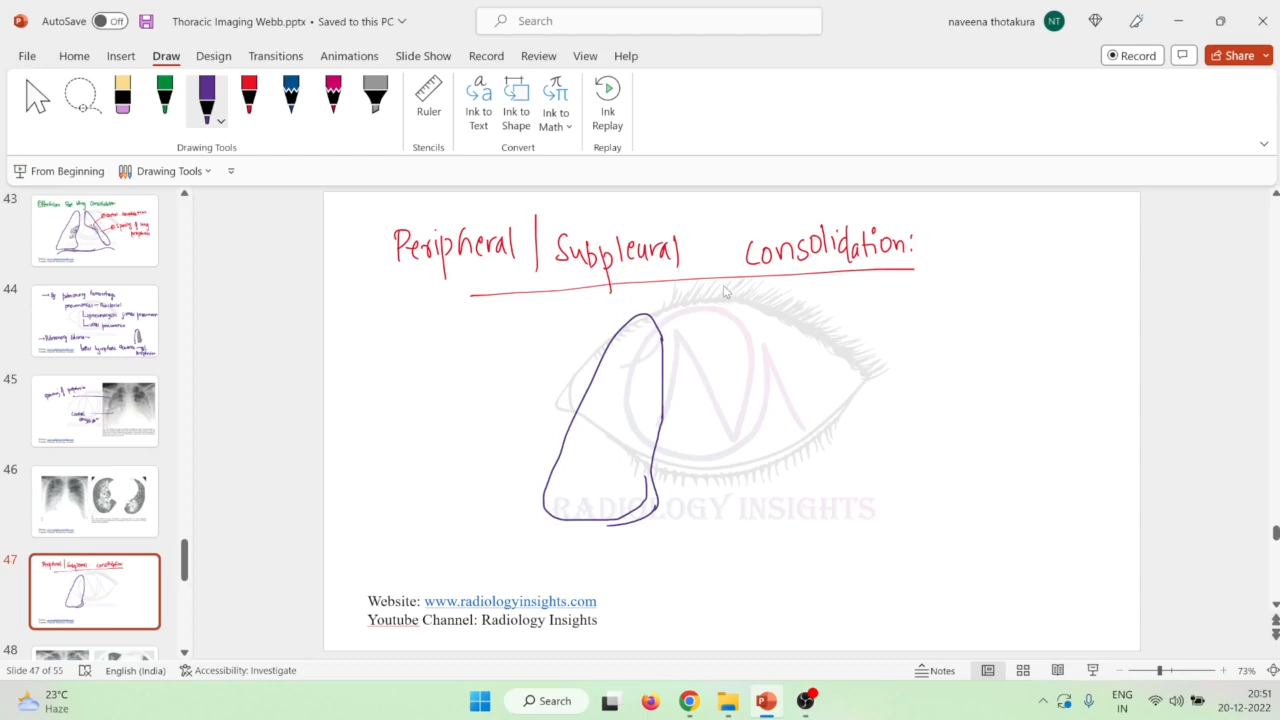 AutoSave Off Thoracic Imaging Webb.pptx • Saved to this PC Search naveena thotakura NT
File Home Insert Draw Design Transitions Animations Slide Show Record Review View Help Record Share
Ruler
Ink to Text
Ink to Shape
Ink to Math
Ink Replay
Drawing Tools Stencils Convert Replay
From Beginning Drawing Tools
43
44
45
46
47
Peripheral | Subpleural consolidation
48
Peripheral | Subpleural consolidation:
RADIOLOGY INSIGHTS
Website: www.radiologyinsights.com
Youtube Channel: Radiology Insights
Slide 47 of 55 English (India) Accessibility: Investigate Notes 73%
23°C
Haze
Search
ENG
IN
20:51
20-12-2022